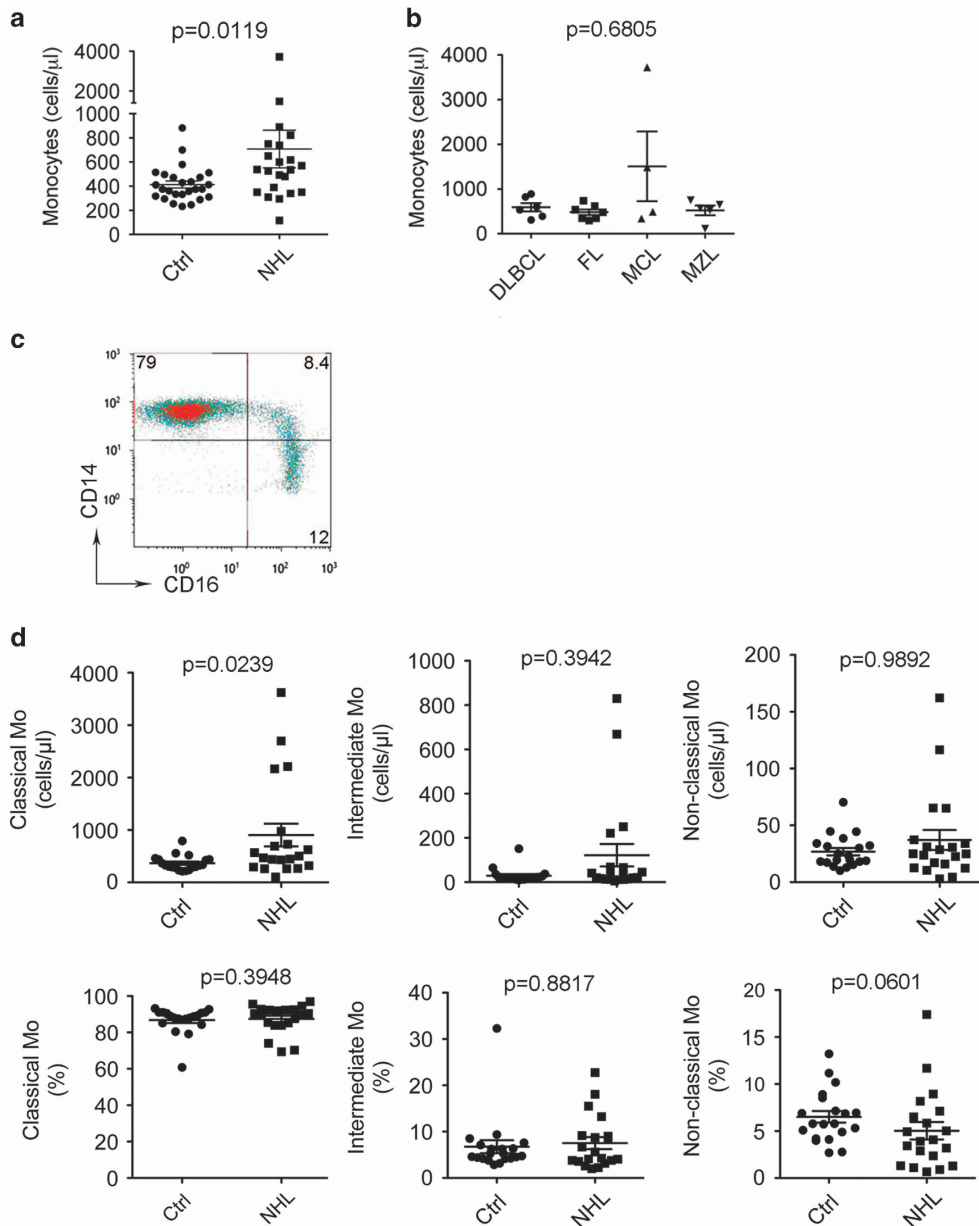 a
p=0.0119
Monocytes (cells/µl)
4000
2000
1000
800
600
400
200
0
Ctrl
NHL
b
p=0.6805
Monocytes (cells/µl)
4000
3000
2000
1000
0
DLBCL
FL
MCL
MZL
c
79
8.4
12
10³
10²
10¹
10⁰
10⁰
10¹
10²
10³
CD14
CD16
d
p=0.0239
Classical Mo
(cells/µl)
4000
3000
2000
1000
0
Ctrl
NHL
p=0.3942
Intermediate Mo
(cells/µl)
1000
800
600
400
200
0
Ctrl
NHL
p=0.9892
Non-classical Mo
(cells/µl)
200
150
100
50
0
Ctrl
NHL
p=0.3948
Classical Mo
(%)
100
80
60
40
20
0
Ctrl
NHL
p=0.8817
Intermediate Mo
(%)
40
30
20
10
0
Ctrl
NHL
p=0.0601
Non-classical Mo
(%)
20
15
10
5
0
Ctrl
NHL